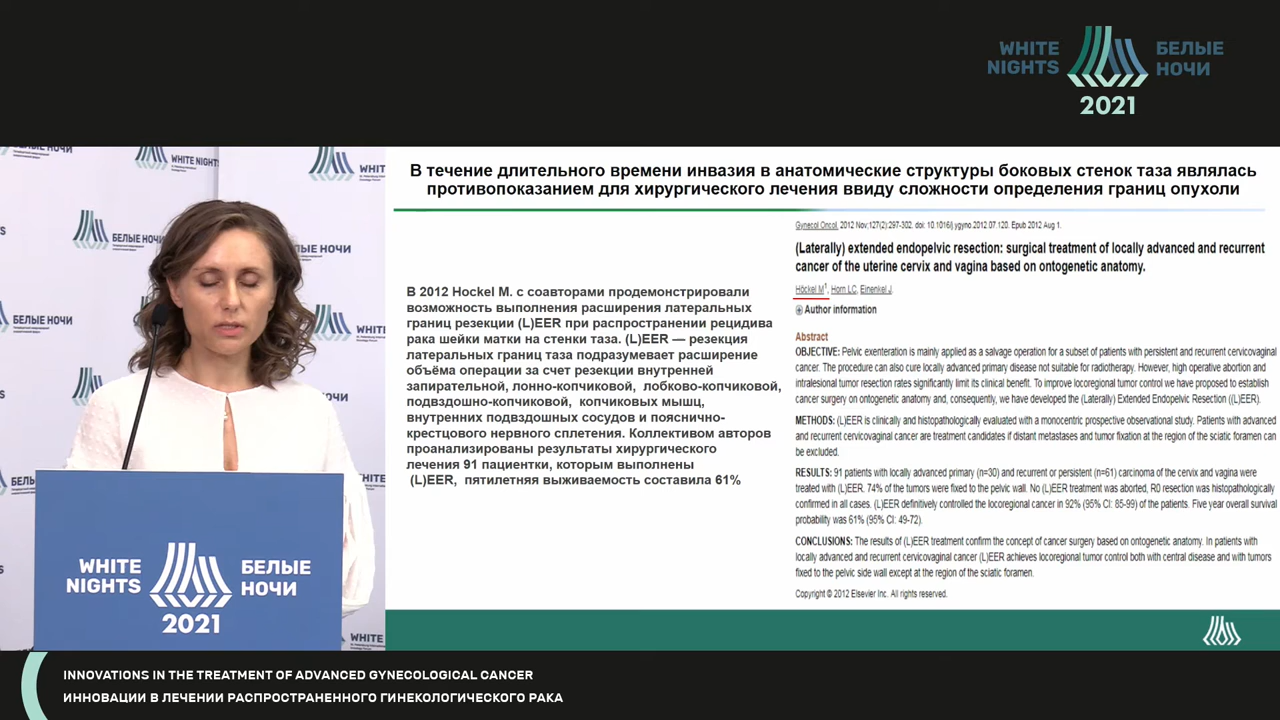 WHITE
NIGHTS
БЕЛЫЕ
НОЧИ
2021
БЕЛЫЕ НОЧИ
WHITE NIGHTS
WHIT
БЕЛЫЕ НОЧИ
БЕЛЫЕ НОЧИ
БЕЛЫЕ НОЧИ
WHITE
WHITE
NIGHTS
БЕЛЫЕ
НОЧИ
2021
WHITE
В течение длительного времени инвазия в анатомические структуры боковых стенок таза являлась
противопоказанием для хирургического лечения ввиду сложности определения границ опухоли
В 2012 Hockel M. с соавторами продемонстрировали
возможность выполнения расширения латеральных
границ резекции (L)EER при распространении рецидива
рака шейки матки на стенки таза. (L)EER — резекция
латеральных границ таза подразумевает расширение
объёма операции за счет резекции внутренней
запирательной, лонно-копчиковой, лобково-копчиковой,
подвздошно-копчиковой, копчиковых мышц,
внутренних подвздошных сосудов и пояснично-
крестцового нервного сплетения. Коллективом авторов
проанализированы результаты хирургического
лечения 91 пациентки, которым выполнены
(L)EER, пятилетняя выживаемость составила 61%
Gynecol Oncol. 2012 Nov;127(2):297-302. doi: 10.1016/j.ygyno.2012.07.120. Epub 2012 Aug 1.
(Laterally) extended endopelvic resection: surgical treatment of locally advanced and recurrent
cancer of the uterine cervix and vagina based on ontogenetic anatomy.
Höckel M1, Horn LC, Einenkel J.
Author information
Abstract
OBJECTIVE: Pelvic exenteration is mainly applied as a salvage operation for a subset of patients with persistent and recurrent cervicovaginal
cancer. The procedure can also cure locally advanced primary disease not suitable for radiotherapy. However, high operative abortion and
intralesional tumor resection rates significantly limit its clinical benefit. To improve locoregional tumor control we have proposed to establish
cancer surgery on ontogenetic anatomy and, consequently, we have developed the (Laterally) Extended Endopelvic Resection ((L)EER).
METHODS: (L)EER is clinically and histopathologically evaluated with a monocentric prospective observational study. Patients with advanced
and recurrent cervicovaginal cancer are treatment candidates if distant metastases and tumor fixation at the region of the sciatic foramen can
be excluded.
RESULTS: 91 patients with locally advanced primary (n=30) and recurrent or persistent (n=61) carcinoma of the cervix and vagina were
treated with (L)EER. 74% of the tumors were fixed to the pelvic wall. No (L)EER treatment was aborted, R0 resection was histopathologically
confirmed in all cases. (L)EER definitively controlled the locoregional cancer in 92% (95% CI: 85-99) of the patients. Five year overall survival
probability was 61% (95% CI: 49-72).
CONCLUSIONS: The results of (L)EER treatment confirm the concept of cancer surgery based on ontogenetic anatomy. In patients with
locally advanced and recurrent cervicovaginal cancer (L)EER achieves locoregional tumor control both with central disease and with tumors
fixed to the pelvic side wall except at the region of the sciatic foramen.
Copyright © 2012 Elsevier Inc. All rights reserved.
INNOVATIONS IN THE TREATMENT OF ADVANCED GYNECOLOGICAL CANCER
ИННОВАЦИИ В ЛЕЧЕНИИ РАСПРОСТРАНЕННОГО ГИНЕКОЛОГИЧЕСКОГО РАКА